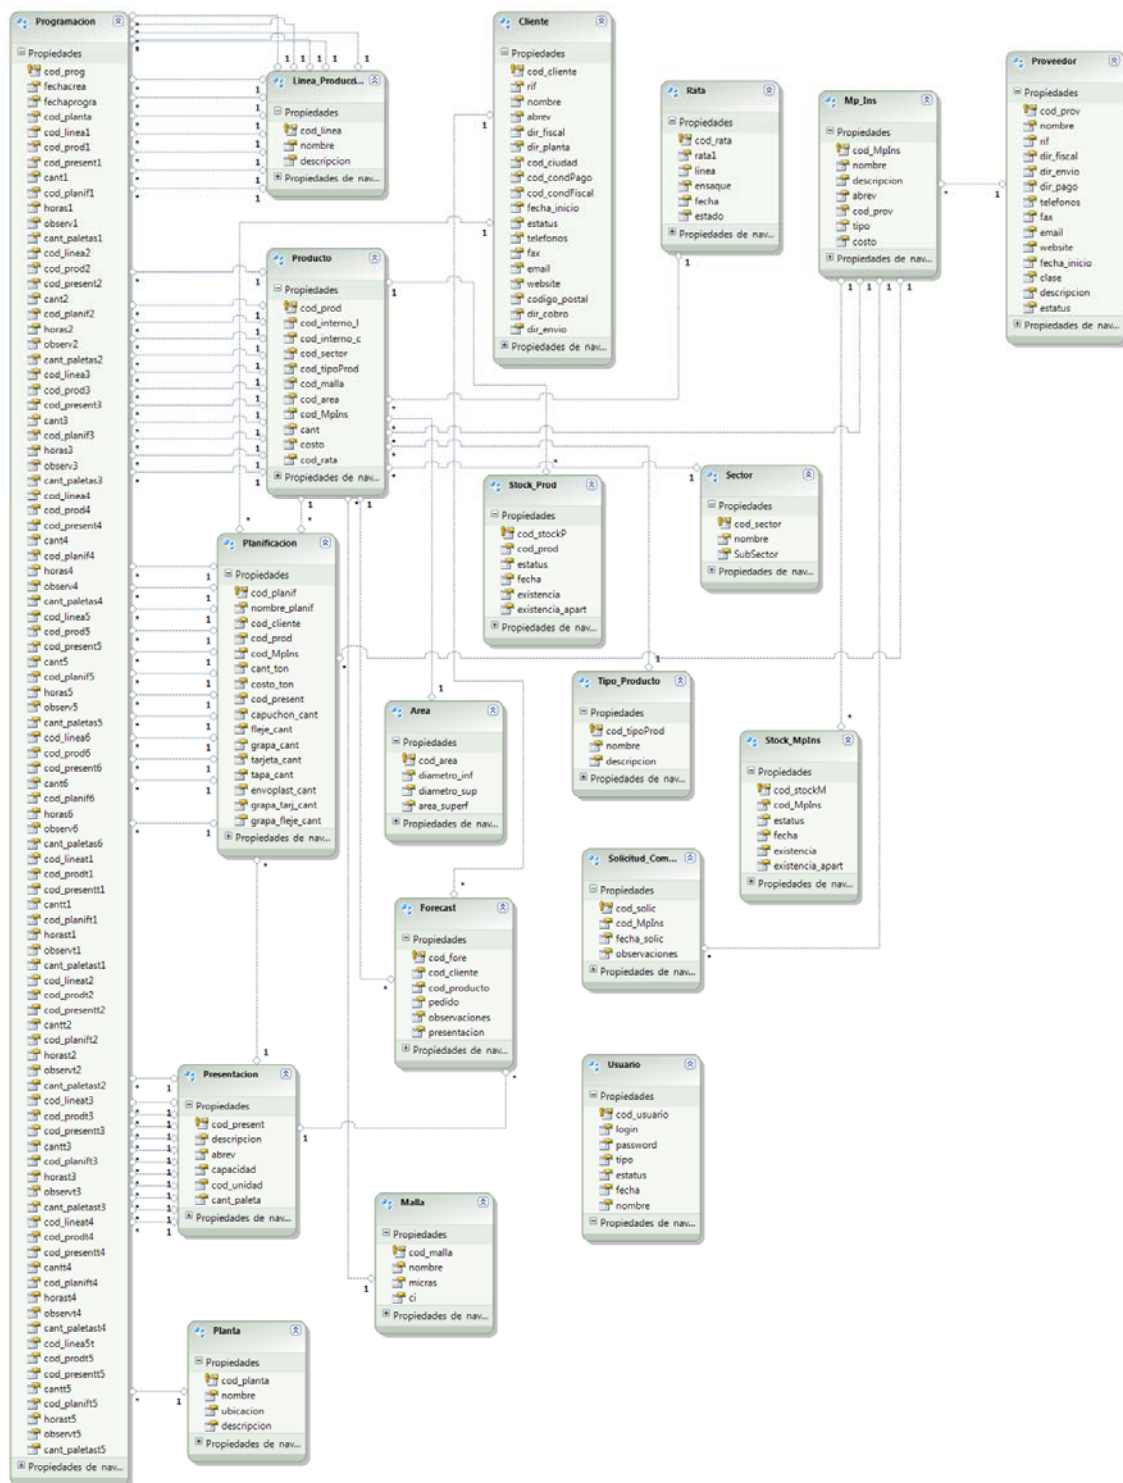 Programacion
Propiedades
cod_prog
fechacrea
fechaprogra
cod_planta
cod_linea1
cod_prod1
cod_present1
cant1
cod_planif1
horas1
observ1
cant_paletas1
cod_linea2
cod_prod2
cod_present2
cant2
cod_planif2
horas2
observ2
cant_paletas2
cod_linea3
cod_prod3
cod_present3
cant3
cod_planif3
horas3
observ3
cant_paletas3
cod_linea4
cod_prod4
cod_present4
cant4
cod_planif4
horas4
observ4
cant_paletas4
cod_linea5
cod_prod5
cod_present5
cant5
cod_planif5
horas5
observ5
cant_paletas5
cod_linea6
cod_prod6
cod_present6
cant6
cod_planif6
horas6
observ6
cant_paletas6
cod_lineat1
cod_prodt1
cod_presentt1
cantt1
cod_planift1
horast1
observt1
cant_paletast1
cod_lineat2
cod_prodt2
cod_presentt2
cantt2
cod_planift2
horast2
observt2
cant_paletast2
cod_lineat3
cod_prodt3
cod_presentt3
cantt3
cod_planift3
horast3
observt3
cant_paletast3
cod_lineat4
cod_prodt4
cod_presentt4
cantt4
cod_planift4
horast4
observt4
cant_paletast4
cod_linea5t
cod_prodt5
cod_presentt5
cantt5
cod_planift5
horast5
observt5
cant_paletast5
Propiedades de nav...
Linea_Producci...
Propiedades
cod_linea
nombre
descripcion
Propiedades de nav...
Producto
Propiedades
cod_prod
cod_interno_l
cod_interno_c
cod_sector
cod_tipoProd
cod_malla
cod_area
cod_MpIns
cant
costo
cod_rata
Propiedades de nav...
Planificacion
Propiedades
cod_planif
nombre_planif
cod_cliente
cod_prod
cod_MpIns
cant_ton
costo_ton
cod_present
capuchon_cant
fleje_cant
grapa_cant
tarjeta_cant
tapa_cant
envoplast_cant
grapa_tarj_cant
grapa_fleje_cant
Propiedades de nav...
Presentacion
Propiedades
cod_present
descripcion
abrev
capacidad
cod_unidad
cant_paleta
Propiedades de nav...
Planta
Propiedades
cod_planta
nombre
ubicacion
descripcion
Propiedades de nav...
Cliente
Propiedades
cod_cliente
rif
nombre
abrev
dir_fiscal
dir_planta
cod_ciudad
cod_condPago
cod_condFiscal
fecha_inicio
estatus
telefonos
fax
email
website
codigo_postal
dir_cobro
dir_envio
Propiedades de nav...
Stock_Prod
Propiedades
cod_stockP
cod_prod
estatus
fecha
existencia
existencia_apart
Propiedades de nav...
Area
Propiedades
cod_area
diametro_inf
diametro_sup
area_superf
Propiedades de nav...
Forecast
Propiedades
cod_fore
cod_cliente
cod_producto
pedido
observaciones
presentacion
Propiedades de nav...
Malla
Propiedades
cod_malla
nombre
micras
ci
Propiedades de nav...
Rata
Propiedades
cod_rata
rata1
linea
ensaque
fecha
estado
Propiedades de nav...
Sector
Propiedades
cod_sector
nombre
SubSector
Propiedades de nav...
Tipo_Producto
Propiedades
cod_tipoProd
nombre
descripcion
Propiedades de nav...
Solicitud_Com...
Propiedades
cod_solic
cod_MpIns
fecha_solic
observaciones
Propiedades de nav...
Usuario
Propiedades
cod_usuario
login
password
tipo
estatus
fecha
nombre
Propiedades de nav...
Mp_Ins
Propiedades
cod_MpIns
nombre
descripcion
abrev
cod_prov
tipo
costo
Propiedades de nav...
Stock_MpIns
Propiedades
cod_stockM
cod_MpIns
estatus
fecha
existencia
existencia_apart
Propiedades de nav...
Proveedor
Propiedades
cod_prov
nombre
rif
dir_fiscal
dir_envio
dir_pago
telefonos
fax
email
website
fecha_inicio
clase
descripcion
estatus
Propiedades de nav...